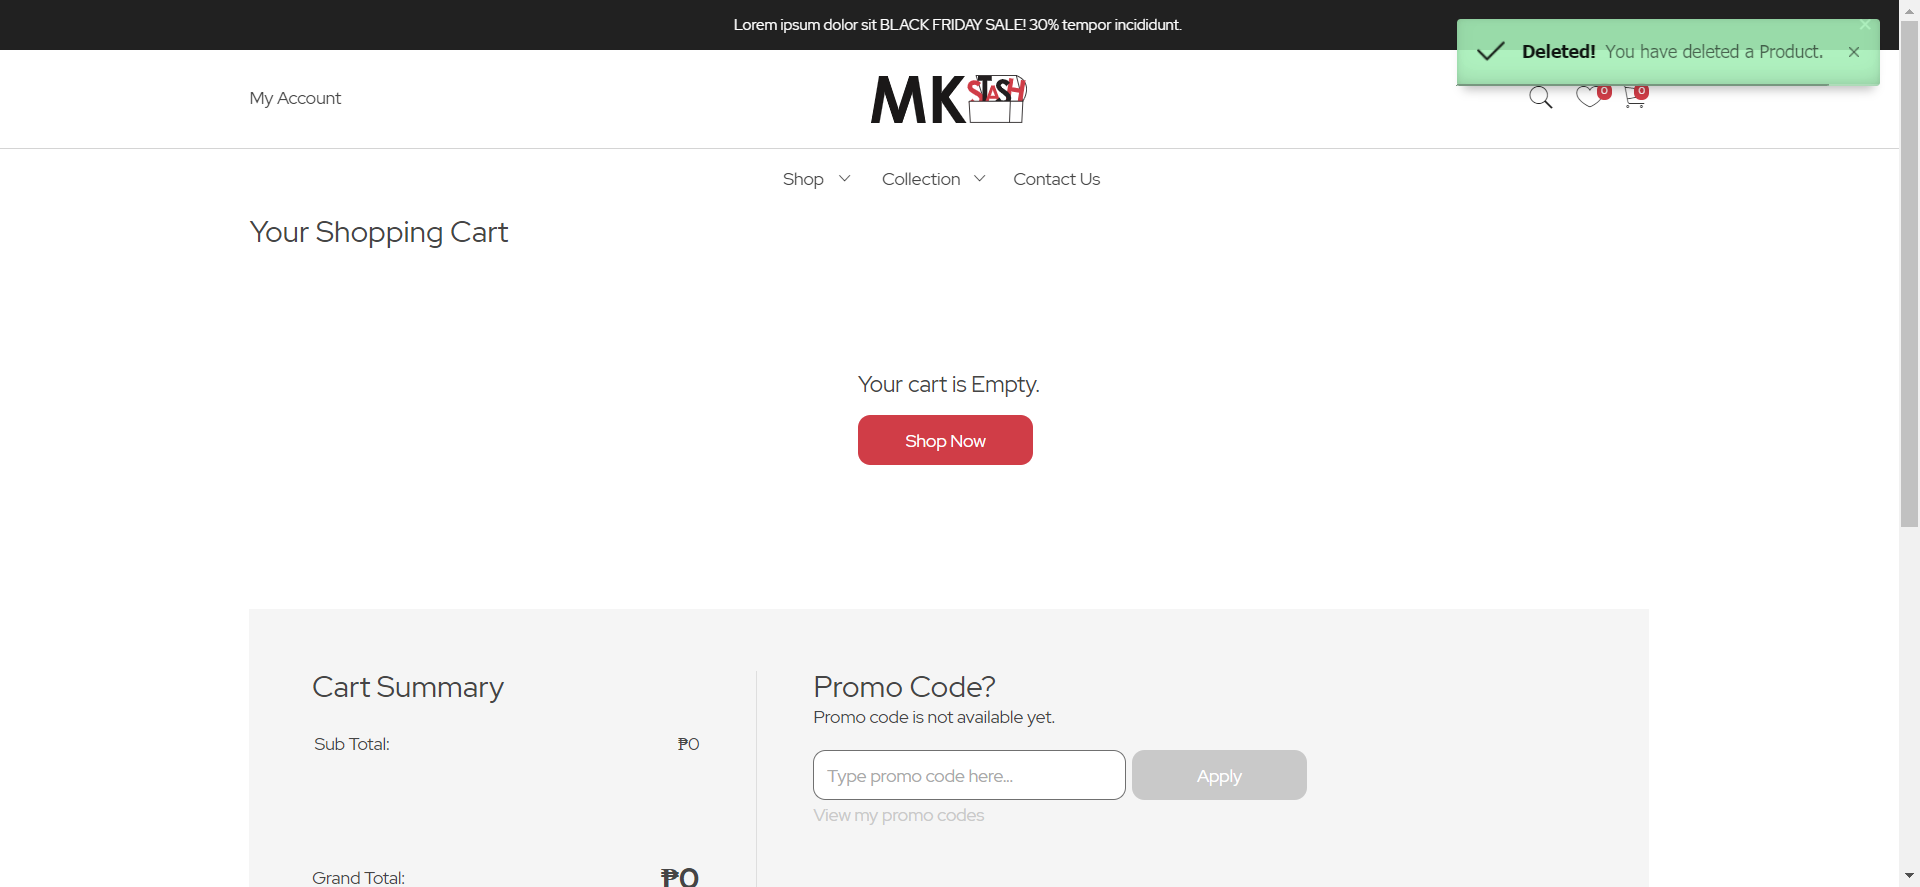 Lorem ipsum dolor sit BLACK FRIDAY SALE! 30% tempor incididunt.
Deleted! You have deleted a Product.
My Account
MK STASH
0
0
Shop
Collection
Contact Us
Your Shopping Cart
Your cart is Empty.
Shop Now
Cart Summary
Sub Total: ₱0
Grand Total: ₱0
Promo Code?
Promo code is not available yet.
Type promo code here...
Apply
View my promo codes